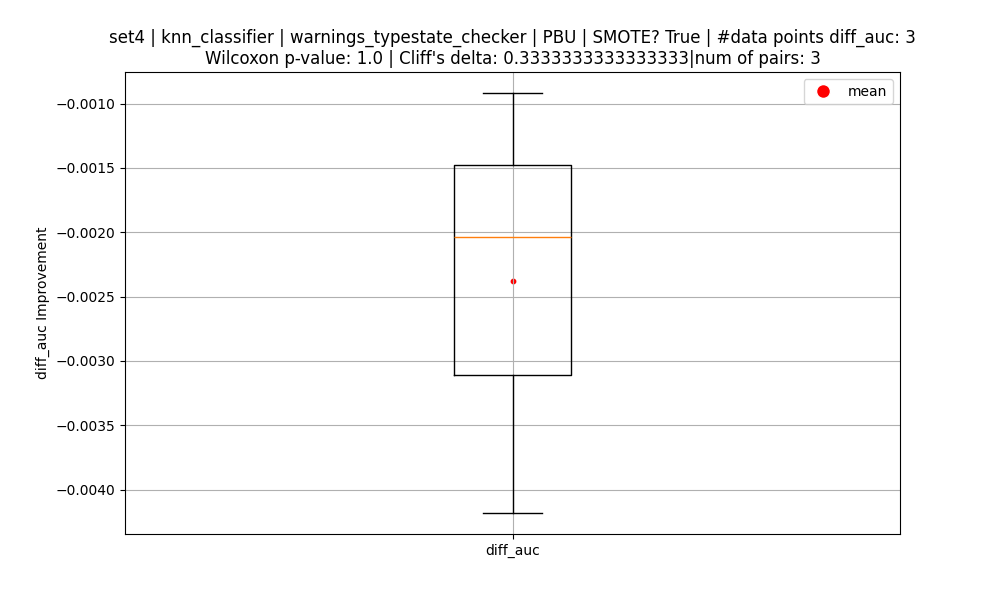 set4 | knn_classifier | warnings_typestate_checker | PBU | SMOTE? True | #data points diff_auc: 3
Wilcoxon p-value: 1.0 | Cliff's delta: 0.3333333333333333|num of pairs: 3
mean
−0.0010
−0.0015
−0.0020
−0.0025
−0.0030
−0.0035
−0.0040
diff_auc Improvement
diff_auc